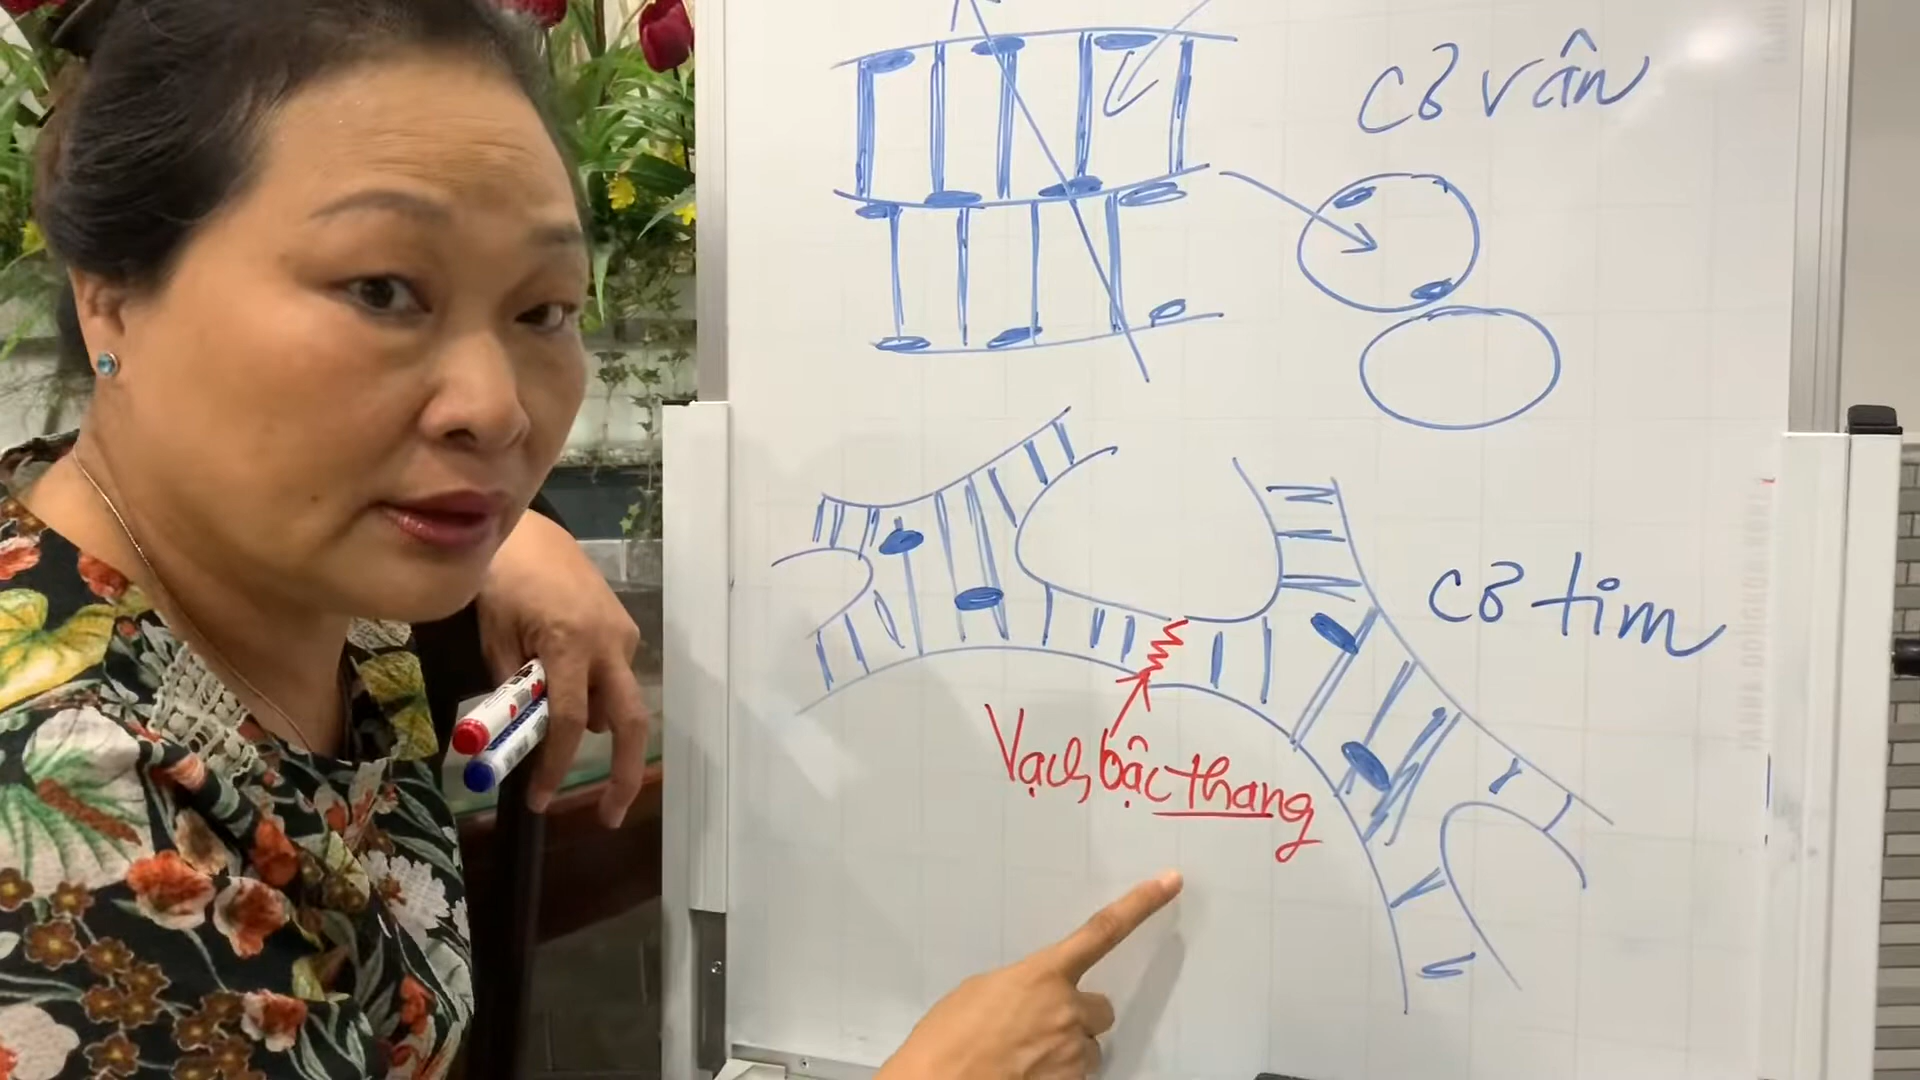 cơ vân
cơ tim
Vạch bậc thang